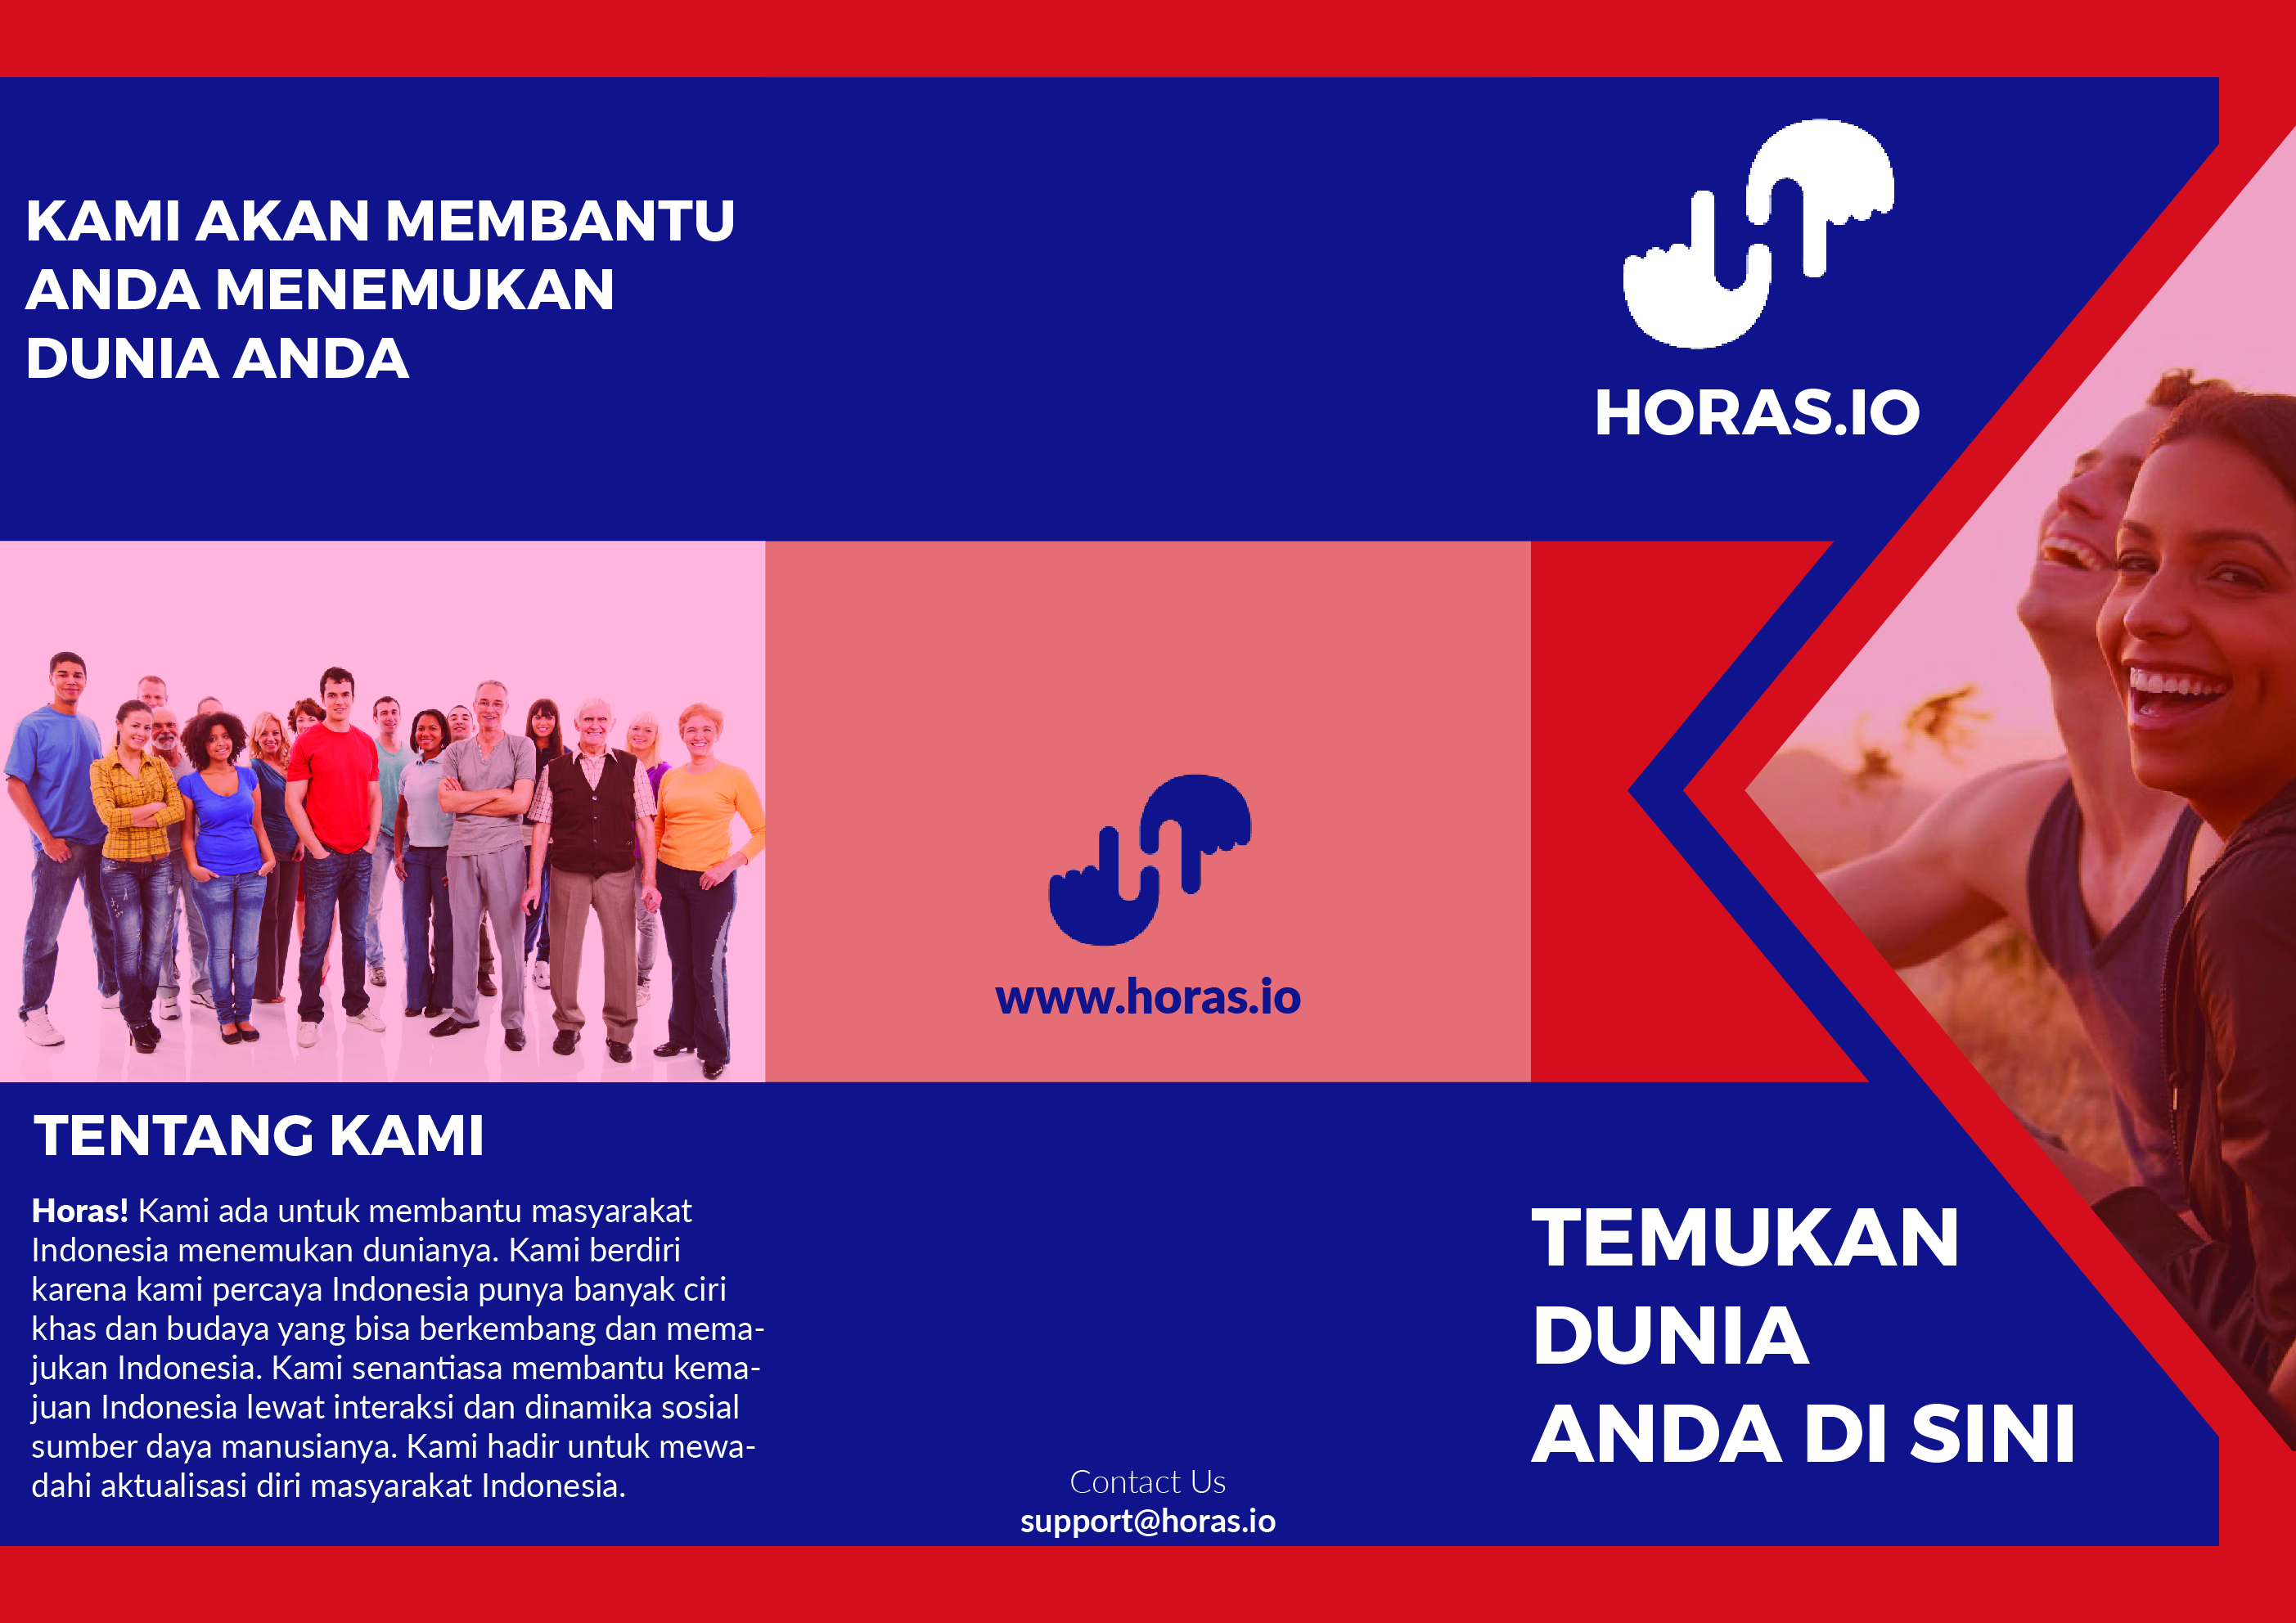 KAMI AKAN MEMBANTU
ANDA MENEMUKAN
DUNIA ANDA
TENTANG KAMI
Horas! Kami ada untuk membantu masyarakat
Indonesia menemukan dunianya. Kami berdiri
karena kami percaya Indonesia punya banyak ciri
khas dan budaya yang bisa berkembang dan mema-
jukan Indonesia. Kami senantiasa membantu kema-
juan Indonesia lewat interaksi dan dinamika sosial
sumber daya manusianya. Kami hadir untuk mewa-
dahi aktualisasi diri masyarakat Indonesia.
www.horas.io
Contact Us
support@horas.io
HORAS.IO
TEMUKAN
DUNIA
ANDA DI SINI